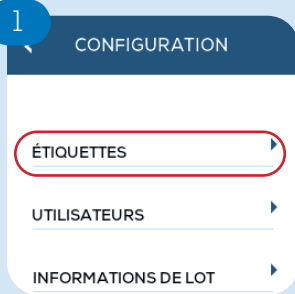 1
CONFIGURATION
ÉTIQUETTES
UTILISATEURS
INFORMATIONS DE LOT